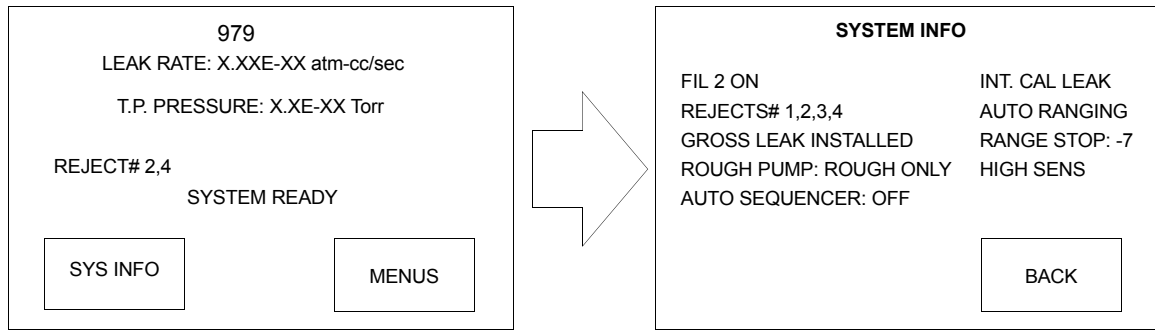 979
LEAK RATE: X.XXE-XX atm-cc/sec
T.P. PRESSURE: X.XE-XX Torr
REJECT# 2,4
SYSTEM READY
SYS INFO
MENUS
SYSTEM INFO
FIL 2 ON
REJECTS# 1,2,3,4
GROSS LEAK INSTALLED
ROUGH PUMP: ROUGH ONLY
AUTO SEQUENCER: OFF
INT. CAL LEAK
AUTO RANGING
RANGE STOP: -7
HIGH SENS
BACK